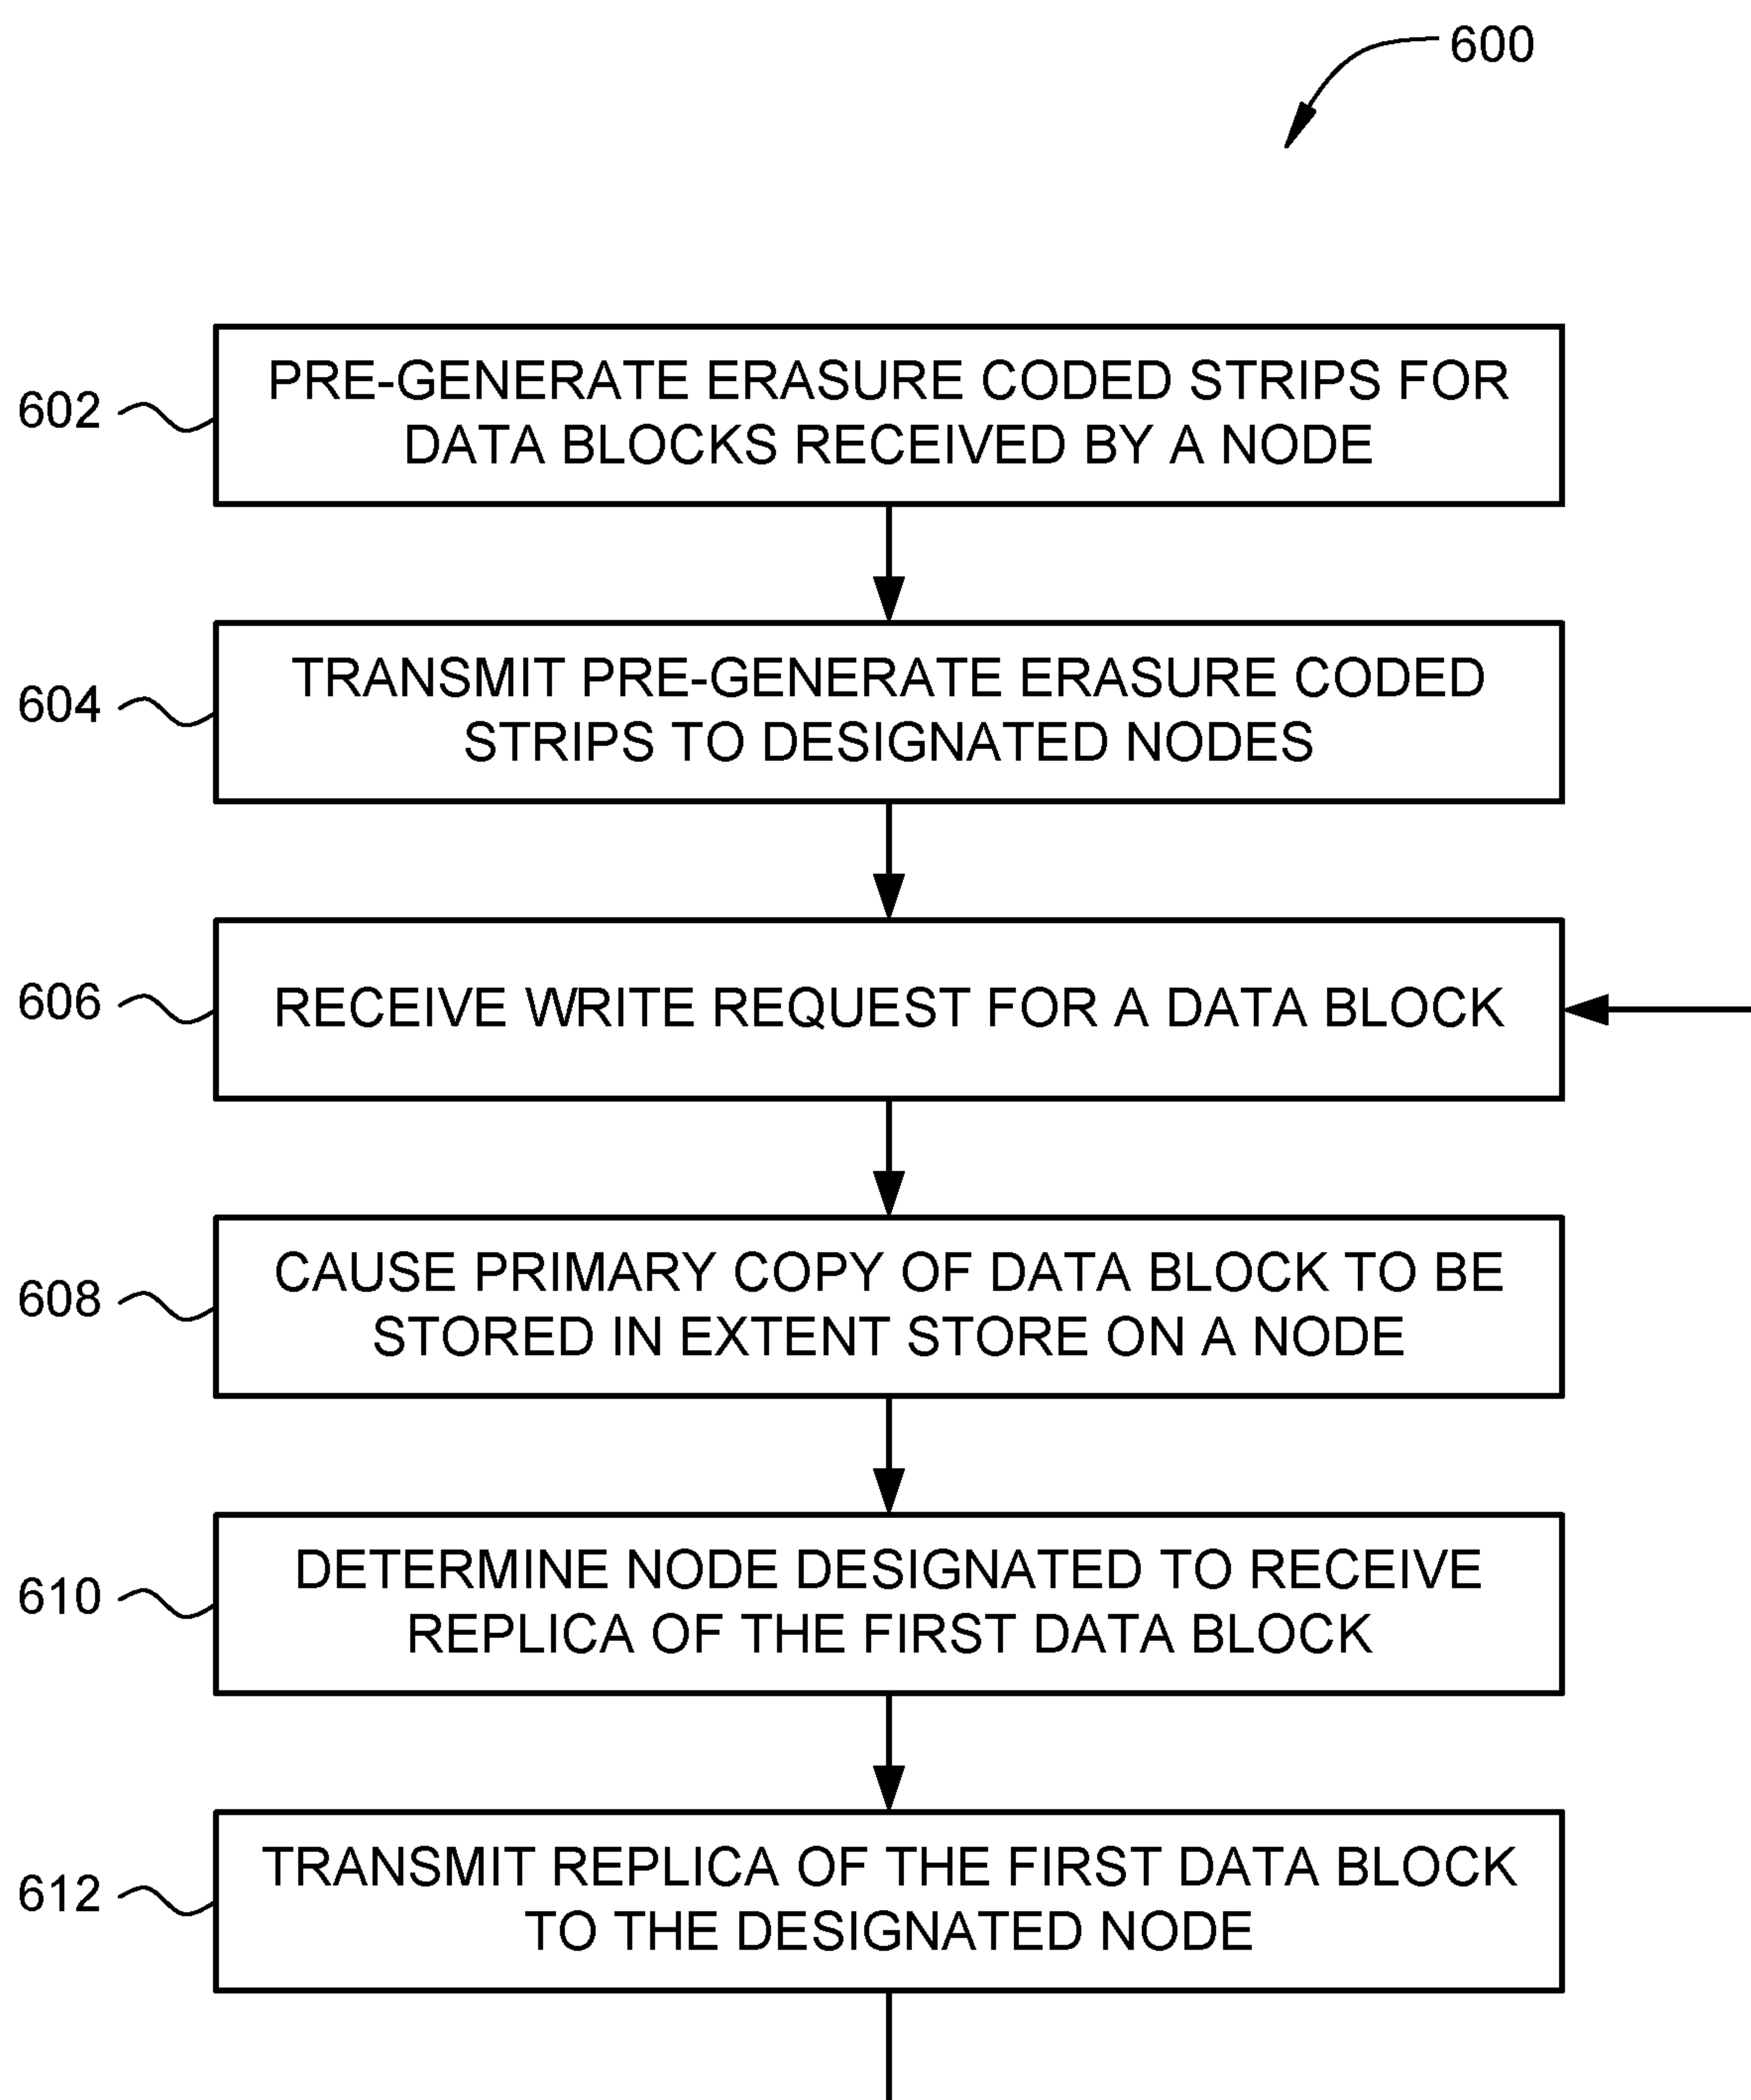 600
602
PRE-GENERATE ERASURE CODED STRIPS FOR
DATA BLOCKS RECEIVED BY A NODE
604
TRANSMIT PRE-GENERATE ERASURE CODED
STRIPS TO DESIGNATED NODES
606
RECEIVE WRITE REQUEST FOR A DATA BLOCK
608
CAUSE PRIMARY COPY OF DATA BLOCK TO BE
STORED IN EXTENT STORE ON A NODE
610
DETERMINE NODE DESIGNATED TO RECEIVE
REPLICA OF THE FIRST DATA BLOCK
612
TRANSMIT REPLICA OF THE FIRST DATA BLOCK
TO THE DESIGNATED NODE